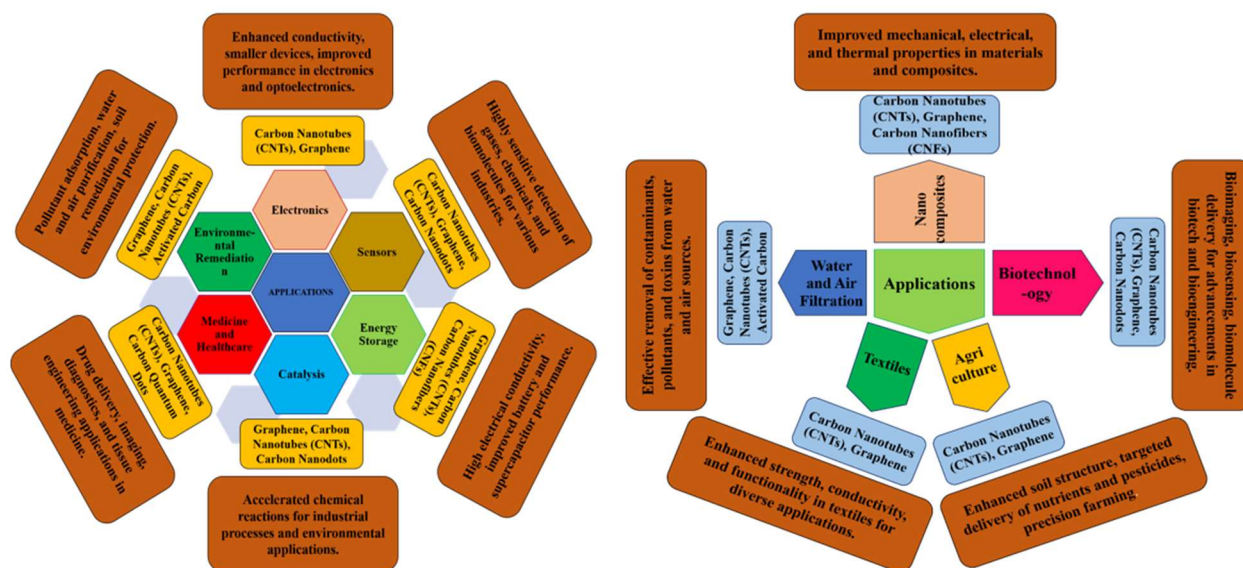 Enhanced conductivity,
smaller devices, improved
performance in electronics
and optoelectronics.
Carbon Nanotubes
(CNTs), Graphene
Electronics
Pollutant adsorption, water
and air purification, soil
remediation for
environmental protection.
Graphene, Carbon
Nanotubes (CNTs),
Activated Carbon
Environme-
ntal
Remediatio
n
Highly sensitive detection of
gases, chemicals, and
biomolecules for various
industries.
Carbon Nanotubes
(CNTs), Graphene,
Carbon Nanodots
Sensors
APPLICATIONS
Medicine
and
Healthcare
Carbon Nanotubes
(CNTs), Graphene,
Carbon Quantum
Dots
Drug delivery, imaging,
diagnostics, and tissue
engineering applications in
medicine.
Energy
Storage
Graphene, Carbon
Nanotubes (CNTs),
Carbon Nanofibers
(CNFs)
High electrical conductivity,
improved battery and
supercapacitor performance.
Catalysis
Graphene, Carbon
Nanotubes (CNTs),
Carbon Nanodots
Accelerated chemical
reactions for industrial
processes and environmental
applications.
Improved mechanical, electrical,
and thermal properties in materials
and composites.
Carbon Nanotubes
(CNTs), Graphene,
Carbon Nanofibers
(CNFs)
Nano
composites
Effective removal of contaminants,
pollutants, and toxins from water
and air sources.
Graphene, Carbon
Nanotubes (CNTs),
Activated Carbon
Water
and Air
Filtration
Applications
Biotechnol
-ogy
Carbon Nanotubes
(CNTs), Graphene,
Carbon Nanodots
Bioimaging, biosensing, biomolecule
delivery for advancements in
biotech and bioengineering.
Textiles
Carbon Nanotubes
(CNTs), Graphene
Enhanced strength, conductivity,
and functionality in textiles for
diverse applications.
Agri
culture
Carbon Nanotubes
(CNTs), Graphene
Enhanced soil structure, targeted
delivery of nutrients and pesticides,
precision farming.